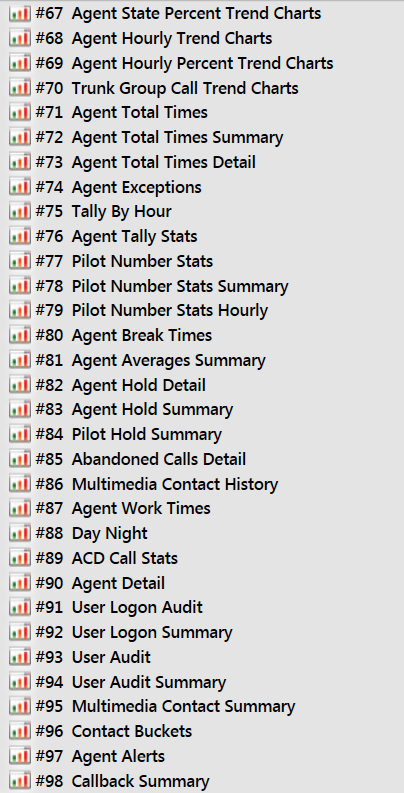 #67 Agent State Percent Trend Charts
#68 Agent Hourly Trend Charts
#69 Agent Hourly Percent Trend Charts
#70 Trunk Group Call Trend Charts
#71 Agent Total Times
#72 Agent Total Times Summary
#73 Agent Total Times Detail
#74 Agent Exceptions
#75 Tally By Hour
#76 Agent Tally Stats
#77 Pilot Number Stats
#78 Pilot Number Stats Summary
#79 Pilot Number Stats Hourly
#80 Agent Break Times
#81 Agent Averages Summary
#82 Agent Hold Detail
#83 Agent Hold Summary
#84 Pilot Hold Summary
#85 Abandoned Calls Detail
#86 Multimedia Contact History
#87 Agent Work Times
#88 Day Night
#89 ACD Call Stats
#90 Agent Detail
#91 User Logon Audit
#92 User Logon Summary
#93 User Audit
#94 User Audit Summary
#95 Multimedia Contact Summary
#96 Contact Buckets
#97 Agent Alerts
#98 Callback Summary